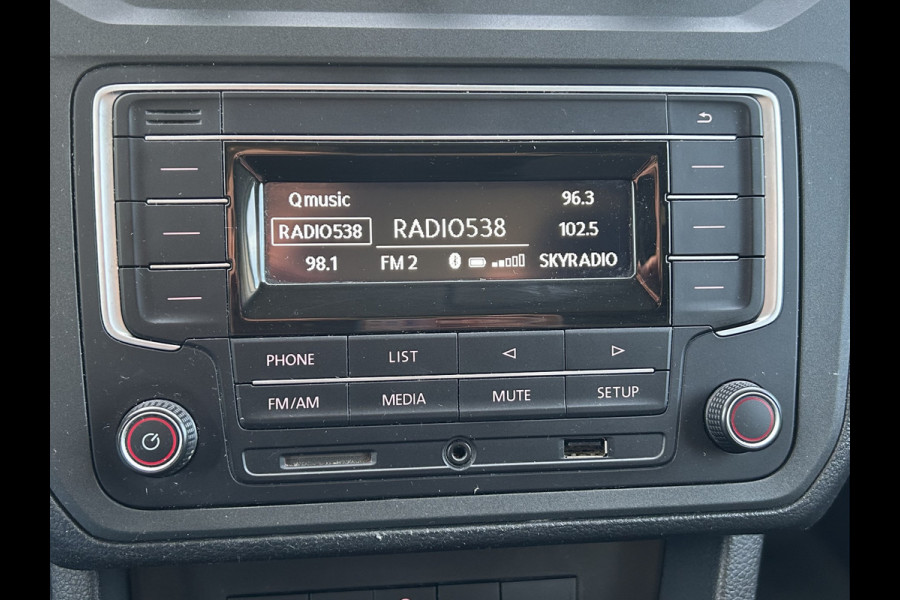 Qmusic 96.3
RADIO538 RADIO538 102.5
98.1 FM 2 SKYRADIO
PHONE LIST
FM/AM MEDIA MUTE SETUP